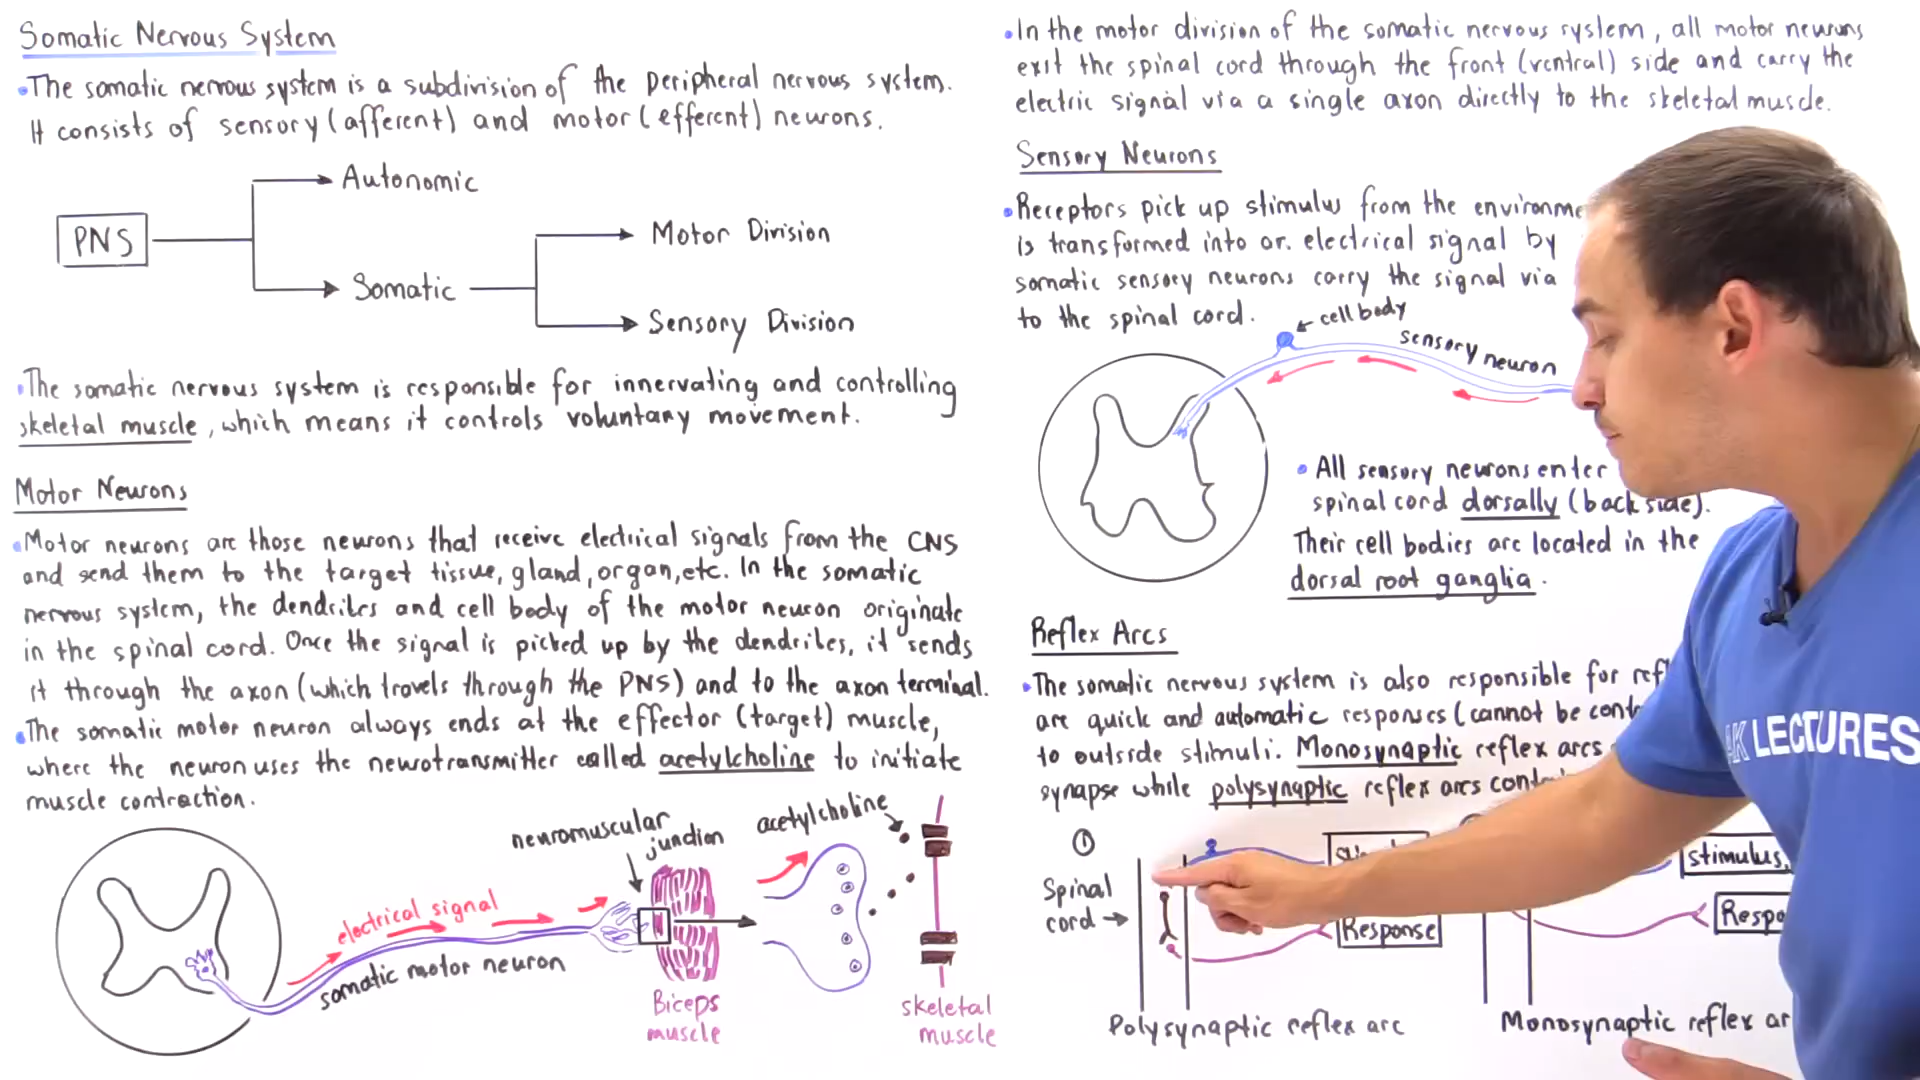 Somatic Nervous System
•The somatic nervous system is a subdivision of the peripheral nervous system.
It consists of sensory (afferent) and motor (efferent) neurons.
PNS
Autonomic
Somatic
Motor Division
Sensory Division
•The somatic nervous system is responsible for innervating and controlling
skeletal muscle, which means it controls voluntary movement.
Motor Neurons
•Motor neurons are those neurons that receive electrical signals from the CNS
and send them to the target tissue, gland, organ, etc. In the somatic
nervous system, the dendrites and cell body of the motor neuron originate
in the spinal cord. Once the signal is picked up by the dendrites, it sends
it through the axon (which travels through the PNS) and to the axon terminal.
•The somatic motor neuron always ends at the effector (target) muscle,
where the neuron uses the neurotransmitter called acetylcholine to initiate
muscle contraction.
electrical signal
somatic motor neuron
neuromuscular
junction
Biceps
muscle
acetylcholine
skeletal
muscle
•In the motor division of the somatic nervous system, all motor neurons
exit the spinal cord through the front (ventral) side and carry the
electric signal via a single axon directly to the skeletal muscle.
Sensory Neurons
•Receptors pick up stimulus from the
is transformed into an electrical signal by
somatic sensory neurons carry the signal via
to the spinal cord.
cell body
sensory neuron
•All sensory neurons enter
spinal cord dorsally (back side).
Their cell bodies are located in the
dorsal root ganglia.
Reflex Arcs
•The somatic nervous system is also responsible for
are quick and automatic responses (cannot be
to outside stimuli. Monosynaptic reflex arcs
synapse while polysynaptic reflex arcs
①
Spinal
cord
Response
Polysynaptic reflex arc
stimulus
Monosynaptic reflex
AK LECTURES